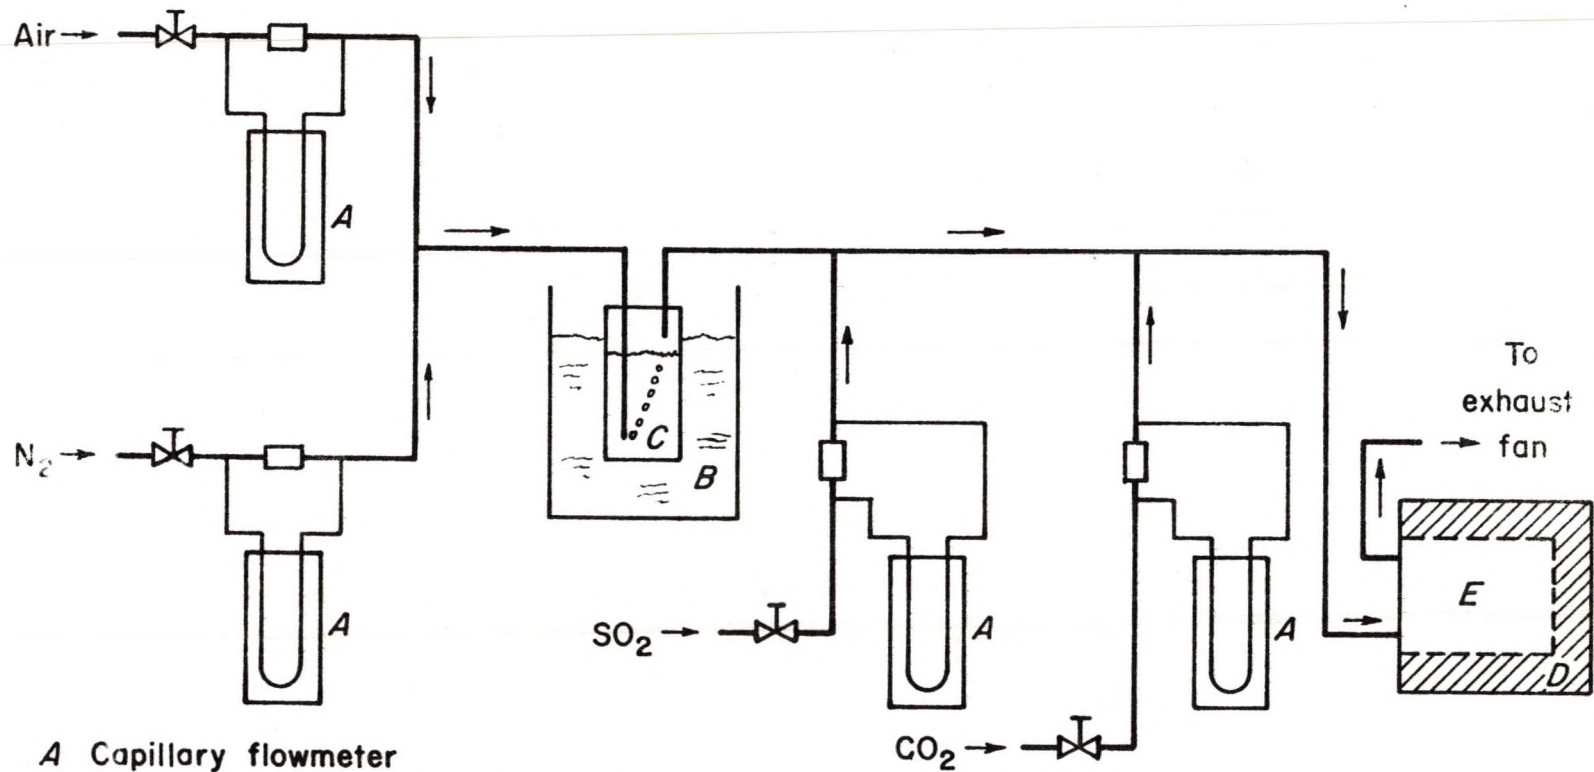 Air
A
To
exhaust
fan
N₂
C
B
A
SO₂
A
A
E
D
CO₂
A Capillary flowmeter